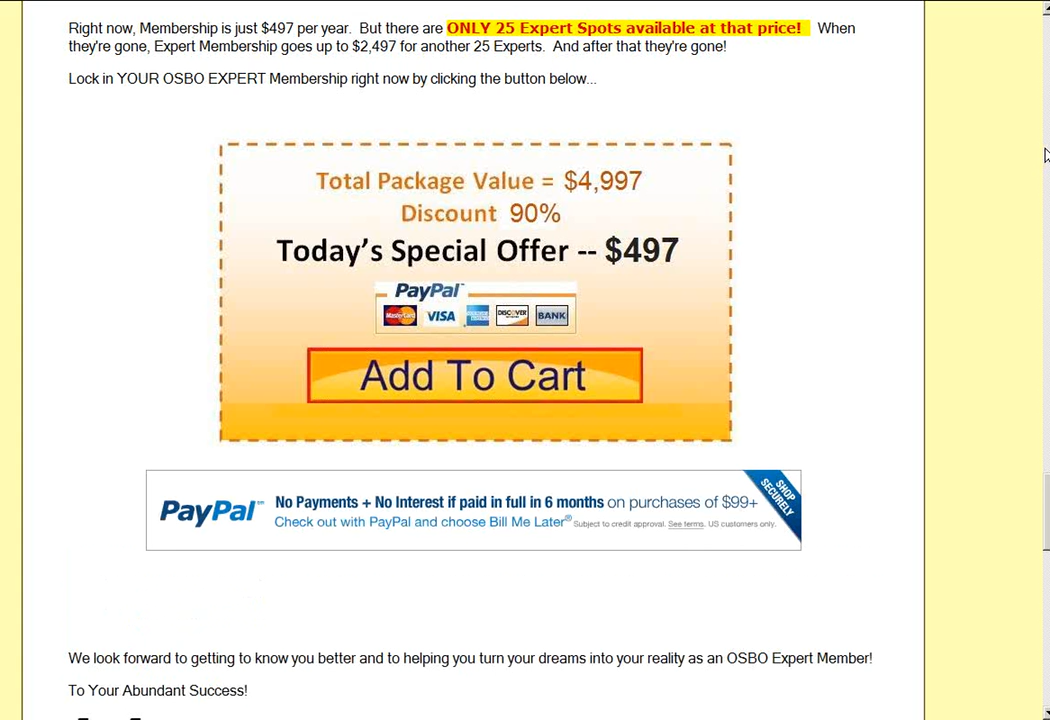 Right now, Membership is just $497 per year. But there are ONLY 25 Expert Spots available at that price! When
they're gone, Expert Membership goes up to $2,497 for another 25 Experts. And after that they're gone!
Lock in YOUR OSBO EXPERT Membership right now by clicking the button below...
Total Package Value = $4,997
Discount 90%
Today's Special Offer -- $497
PayPal
MasterCard VISA DISCOVER BANK
Add To Cart
PayPal™ No Payments + No Interest if paid in full in 6 months on purchases of $99+
Check out with PayPal and choose Bill Me Later® Subject to credit approval. See terms. US customers only.
SHOP SECURELY
We look forward to getting to know you better and to helping you turn your dreams into your reality as an OSBO Expert Member!
To Your Abundant Success!